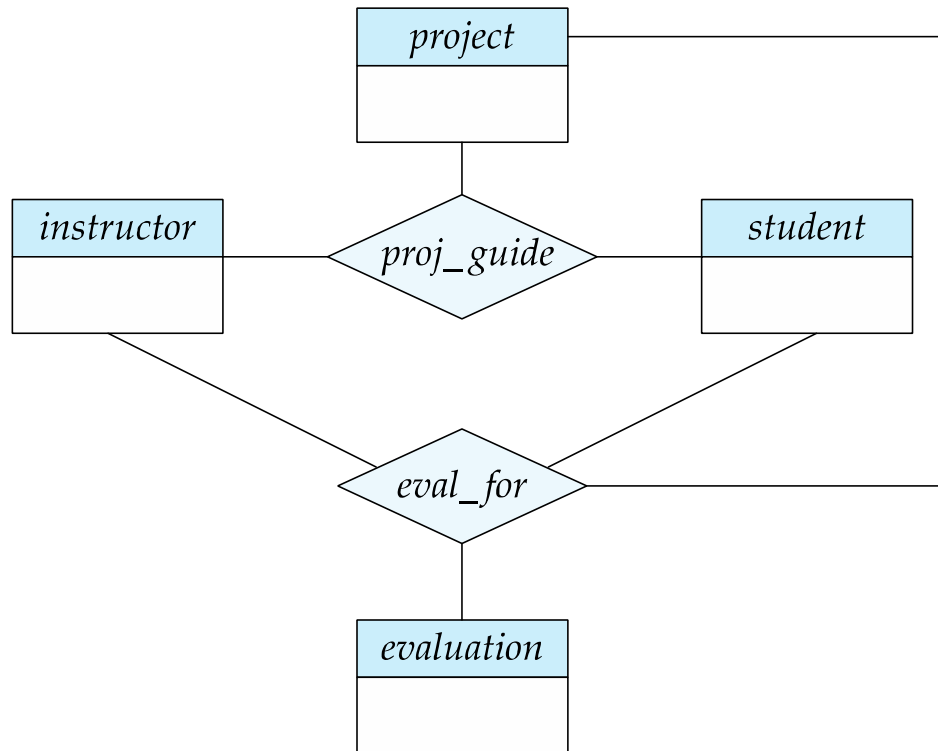 project
instructor
proj_guide
student
eval_for
evaluation